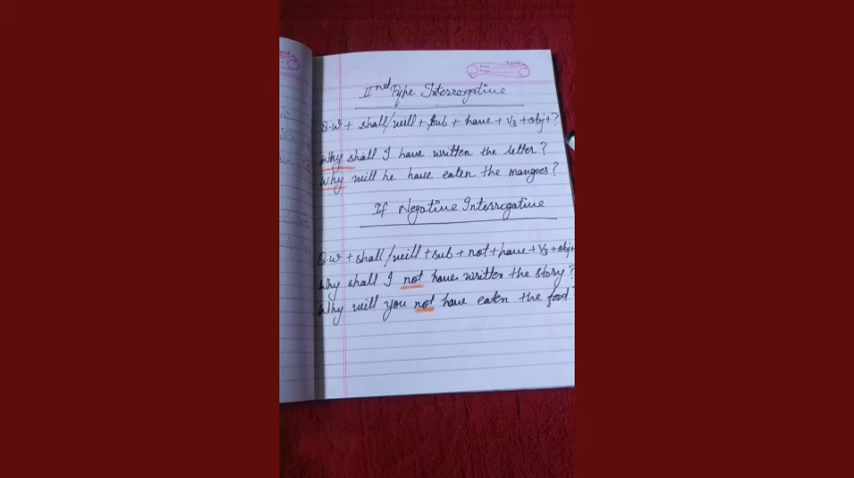 IInd Type Interrogative
Q.W + shall/will + sub + have + V3 + obj + ?
Why shall I have written the letter?
Why will he have eaten the mangoes?
If Negative Interrogative
Q.W + shall/will + sub + not + have + V3 + obj +
Why shall I not have written the story?
Why will you not have eaten the food?